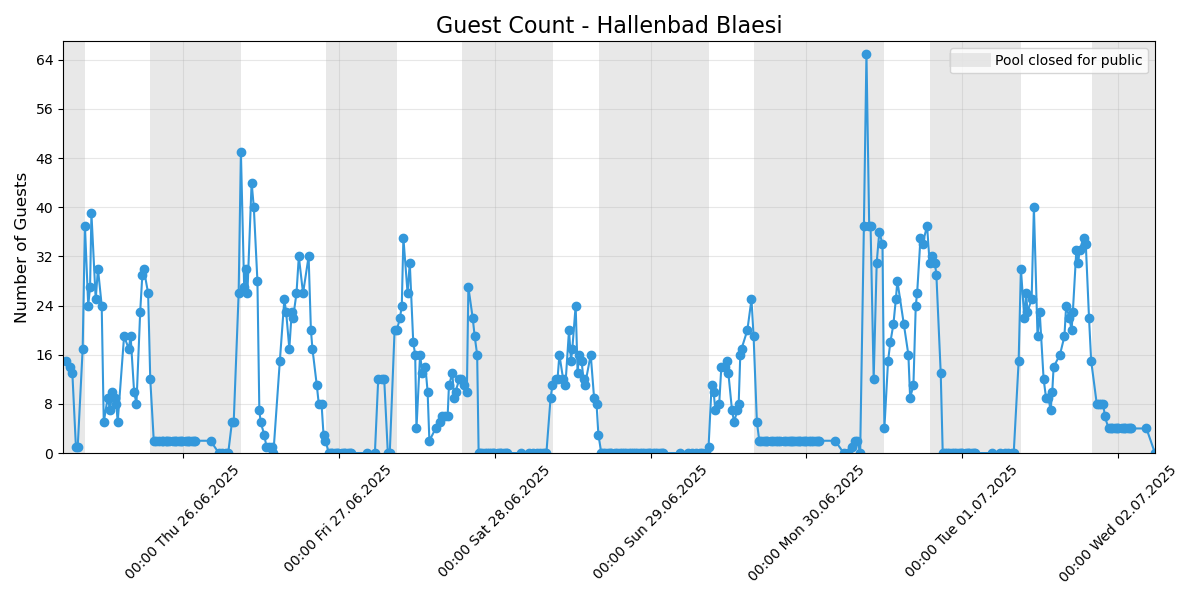 Guest Count - Hallenbad Blaesi
Pool closed for public
Number of Guests
64
56
48
40
32
24
16
8
0
00:00 Thu 26.06.2025
00:00 Fri 27.06.2025
00:00 Sat 28.06.2025
00:00 Sun 29.06.2025
00:00 Mon 30.06.2025
00:00 Tue 01.07.2025
00:00 Wed 02.07.2025